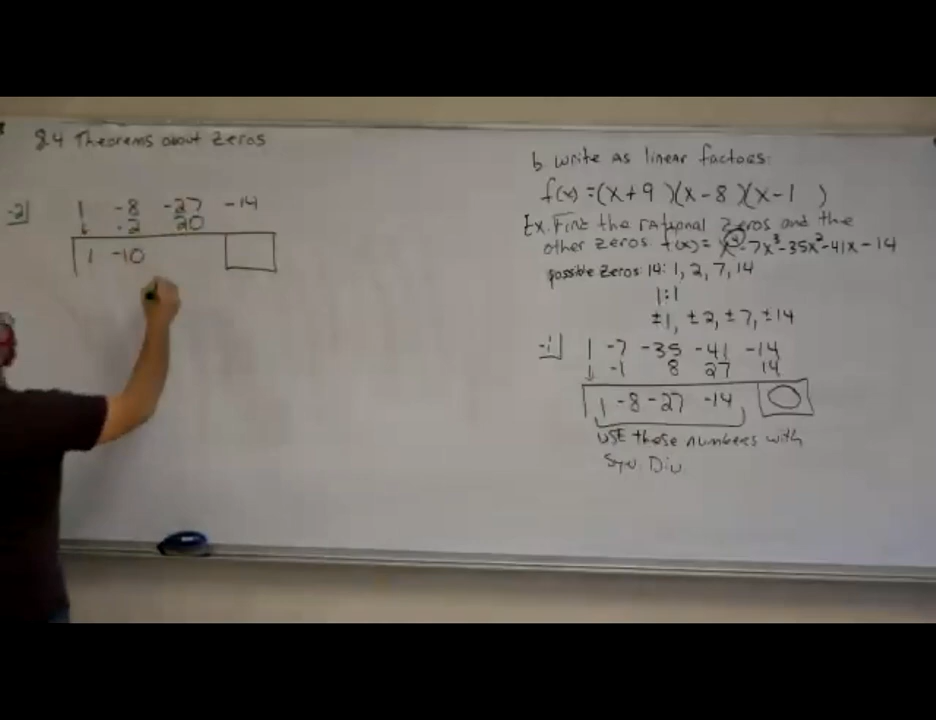 8.4 Theorems about Zeros
-2| 1 -8 -27 -14
-2 20
1 -10
b. write as linear factors:
f(x) = (x+9)(x-8)(x-1)
Ex. Find the rational zeros and the
other zeros. f(x) = x⁴-7x³-35x²-41x-14
possible zeros: 14: 1, 2, 7, 14
1:1
±1, ±2, ±7, ±14
-1| 1 -7 -35 -41 -14
↓ -1 8 27 14
1 -8 -27 -14 0
USE these numbers with
Syn. Div